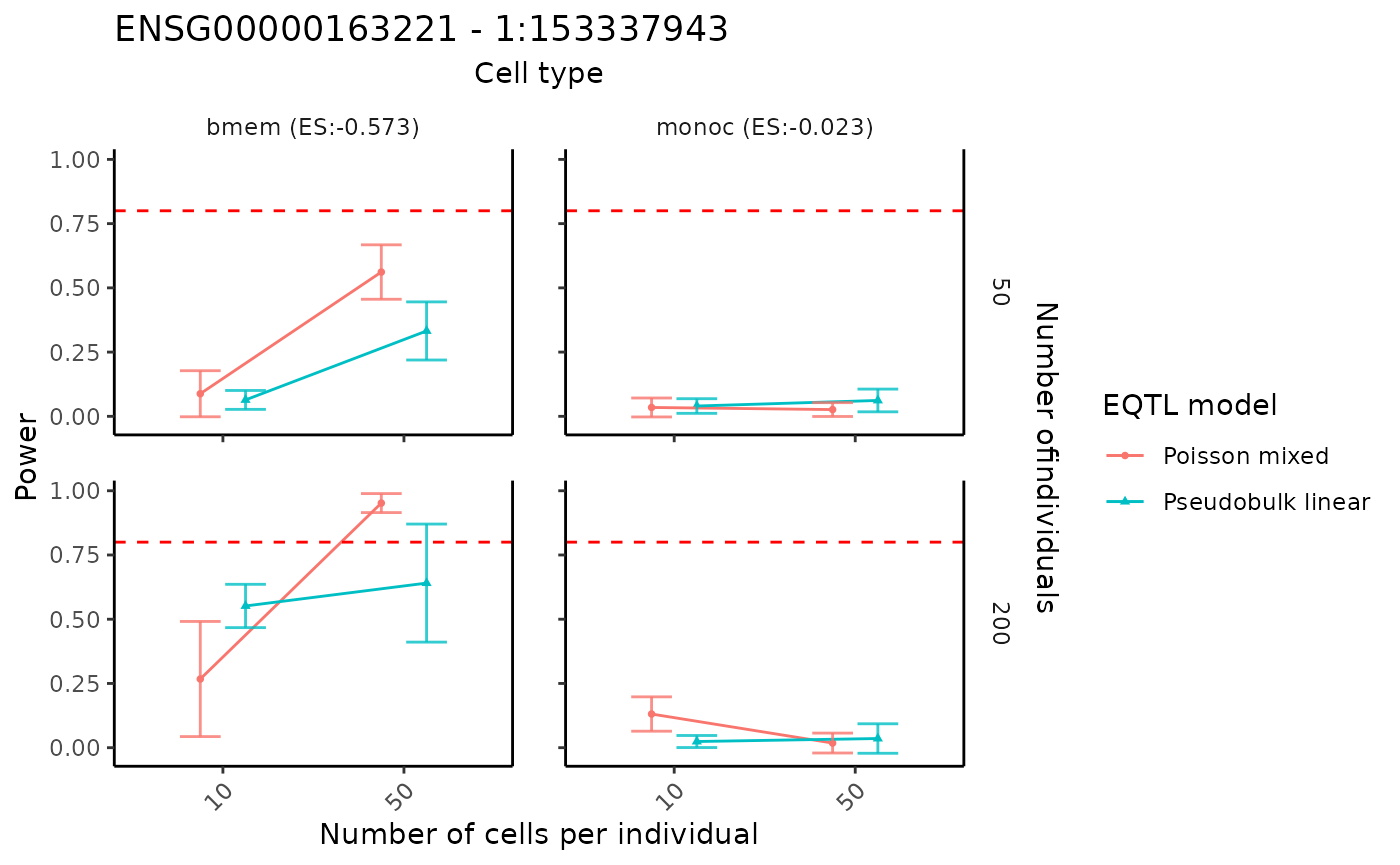 ENSG00000163221 - 1:153337943
Cell type
bmem (ES:-0.573)
monoc (ES:-0.023)
1.00
0.75
0.50
0.25
0.00
50
1.00
0.75
0.50
0.25
0.00
200
Power
Number ofindividuals
10
50
10
50
Number of cells per individual
EQTL model
Poisson mixed
Pseudobulk linear